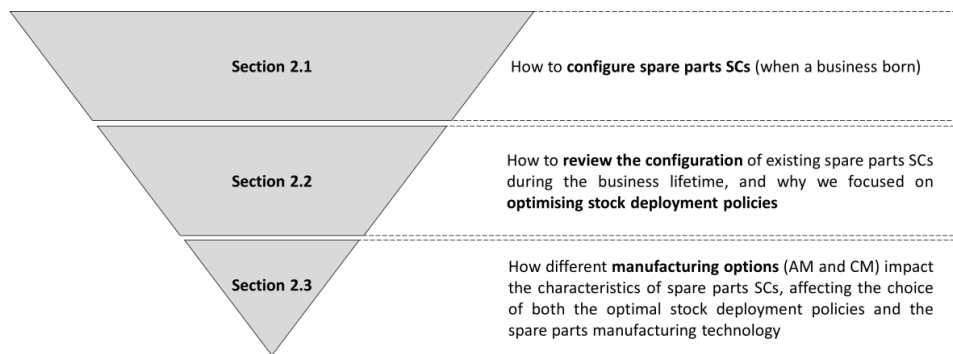 Section 2.1
How to configure spare parts SCs (when a business born)
Section 2.2
How to review the configuration of existing spare parts SCs
during the business lifetime, and why we focused on
optimising stock deployment policies
Section 2.3
How different manufacturing options (AM and CM) impact
the characteristics of spare parts SCs, affecting the choice
of both the optimal stock deployment policies and the
spare parts manufacturing technology